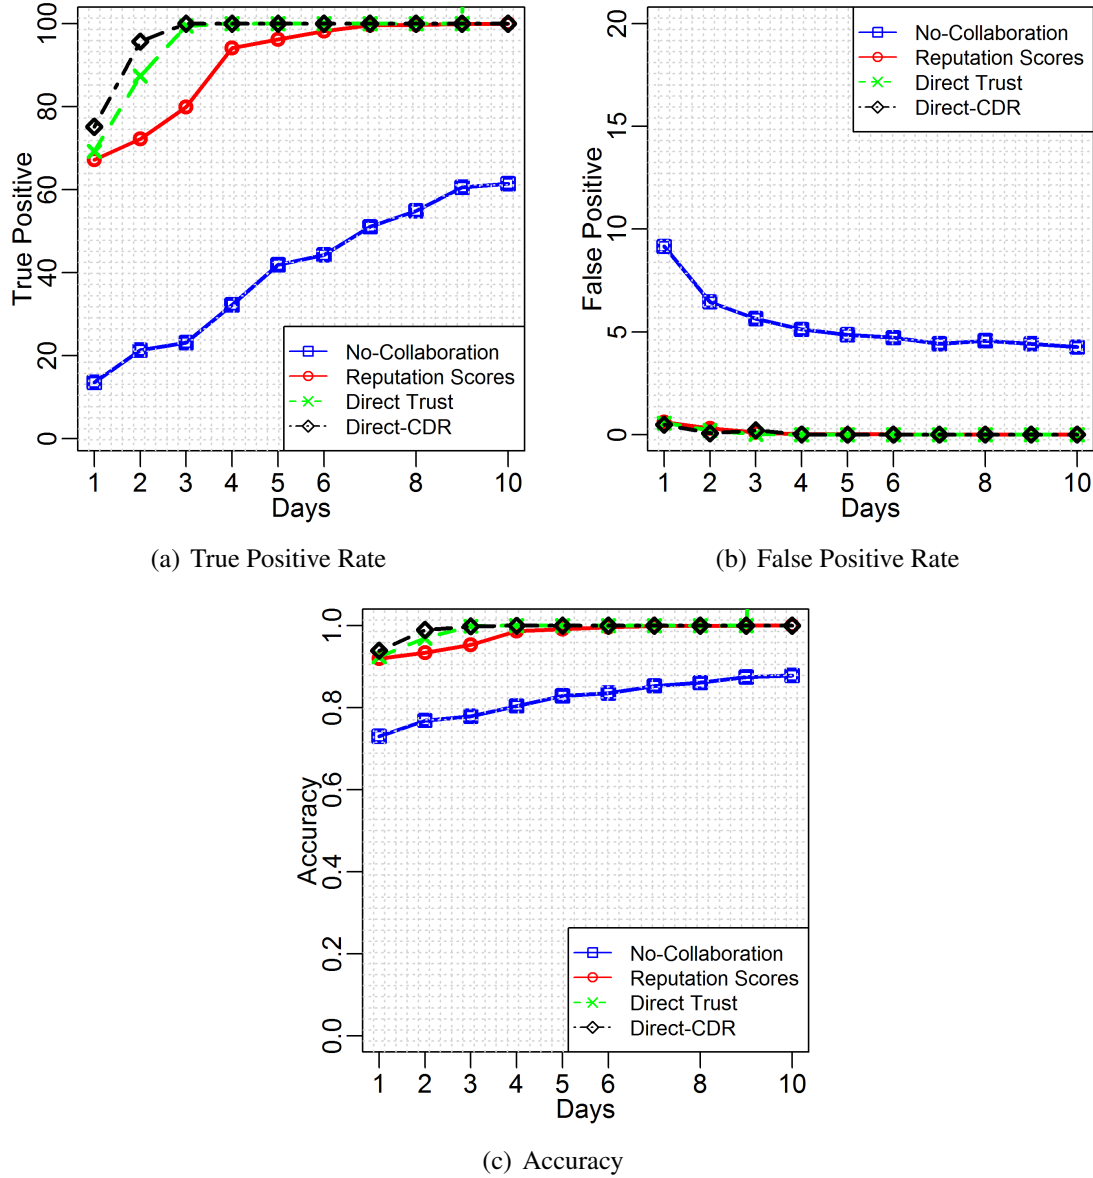 True Positive
0 20 40 60 80 100
No-Collaboration
Reputation Scores
Direct Trust
Direct-CDR
1 2 3 4 5 6 8 10
Days
(a) True Positive Rate
False Positive
0 5 10 15 20
No-Collaboration
Reputation Scores
Direct Trust
Direct-CDR
1 2 3 4 5 6 8 10
Days
(b) False Positive Rate
Accuracy
0.0 0.2 0.4 0.6 0.8 1.0
No-Collaboration
Reputation Scores
Direct Trust
Direct-CDR
1 2 3 4 5 6 8 10
Days
(c) Accuracy